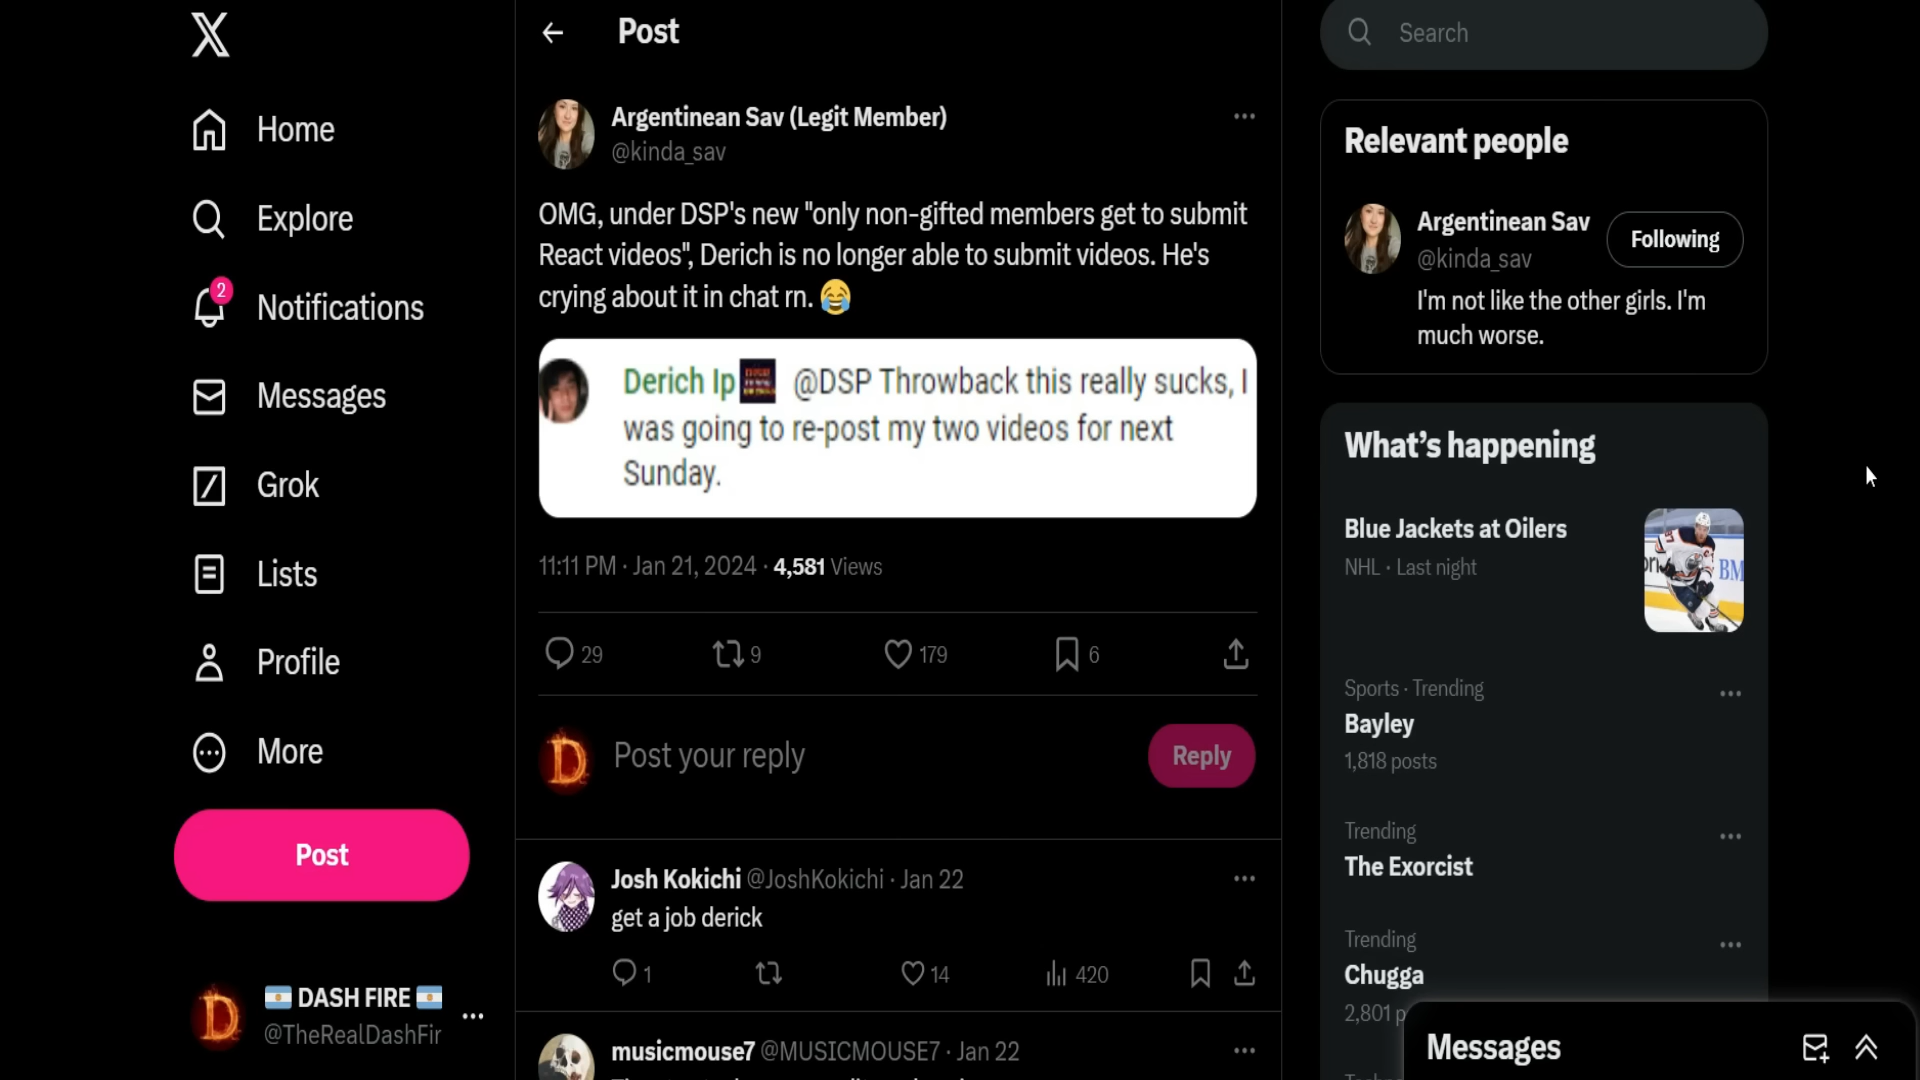 Home
Explore
2
Notifications
Messages
Grok
Lists
Profile
More
Post
🇦🇷 DASH FIRE 🇦🇷
@TheRealDashFir
Post
Argentinean Sav (Legit Member)
@kinda_sav
OMG, under DSP's new "only non-gifted members get to submit
React videos", Derich is no longer able to submit videos. He's
crying about it in chat rn. 😂
Derich Ip @DSP Throwback this really sucks, I
was going to re-post my two videos for next
Sunday.
11:11 PM · Jan 21, 2024 · 4,581 Views
29 9 179 6
Post your reply
Reply
Josh Kokichi @JoshKokichi · Jan 22
get a job derick
1 14 420
musicmouse7 @MUSICMOUSE7 · Jan 22
Search
Relevant people
Argentinean Sav
Following
@kinda_sav
I'm not like the other girls. I'm
much worse.
What's happening
Blue Jackets at Oilers
NHL · Last night
Sports · Trending
Bayley
1,818 posts
Trending
The Exorcist
Trending
Chugga
2,801 p
Messages